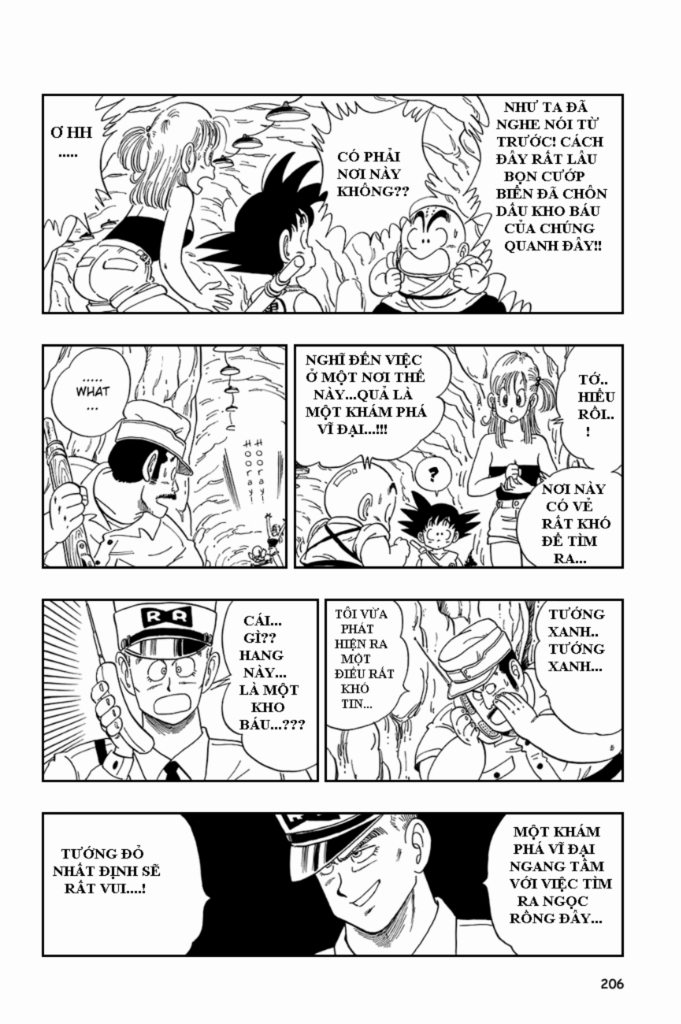 NHƯ TA ĐÃ
NGHE NÓI TỪ
TRƯỚC! CÁCH
ĐÂY RẤT LÂU
BỌN CƯỚP
BIỂN ĐÃ CHÔN
DẤU KHO BÁU
CỦA CHÚNG
QUANH ĐÂY!!
CÓ PHẢI
NƠI NÀY
KHÔNG??
Ơ HH
.....
TỚ..
HIỂU
RỒI..
!
NGHĨ ĐẾN VIỆC
Ở MỘT NƠI THẾ
NÀY...QUẢ LÀ
MỘT KHÁM PHÁ
VĨ ĐẠI...!!!
?
NƠI NÀY
CÓ VẺ
RẤT KHÓ
ĐỂ TÌM
RA...
.....
WHAT
...
HOORAY!
HOORAY!
TƯỚNG
XANH..
TƯỚNG
XANH...
TÔI VỪA
PHÁT
HIỆN RA
MỘT
ĐIỀU RẤT
KHÓ
TIN...
CÁI...
GÌ??
HANG
NÀY...
LÀ MỘT
KHO
BÁU...???
RR
MỘT KHÁM
PHÁ VĨ ĐẠI
NGANG TẦM
VỚI VIỆC TÌM
RA NGỌC
RỒNG ĐÂY...
TƯỚNG ĐỎ
NHẤT ĐỊNH SẼ
RẤT VUI....!
206